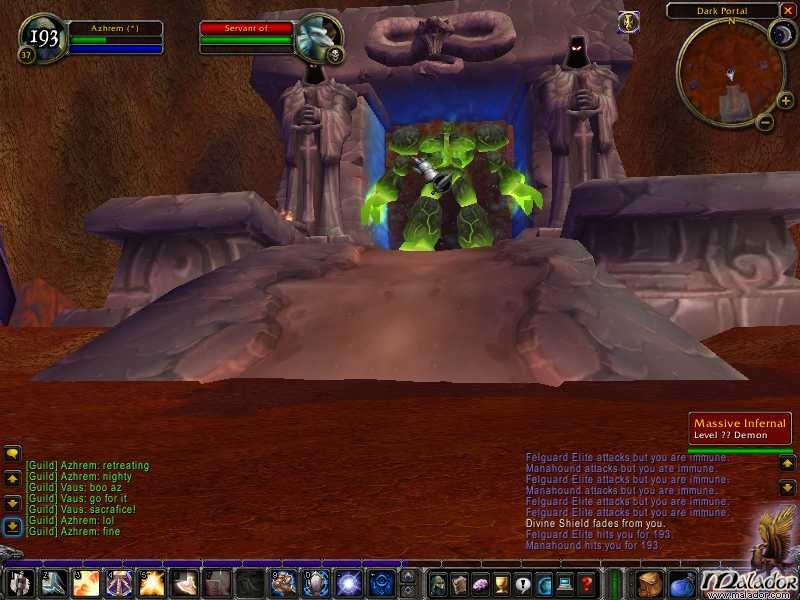 193
Azhrem (*)
37
Servant of
Dark Portal
N
Massive Infernal
Level ?? Demon
[Guild] Azhrem: retreating
[Guild] Azhrem: nighty
[Guild] Vaus: boo az
[Guild] Vaus: go for it
[Guild] Vaus: sacrafice!
[Guild] Azhrem: lol
[Guild] Azhrem: fine
Felguard Elite attacks but you are immune.
Manahound attacks but you are immune.
Felguard Elite attacks but you are immune.
Manahound attacks but you are immune.
Felguard Elite attacks but you are immune.
Felguard Elite attacks but you are immune.
Divine Shield fades from you.
Felguard Elite hits you for 193.
Manahound hits you for 193.
Malador
www.malador.com